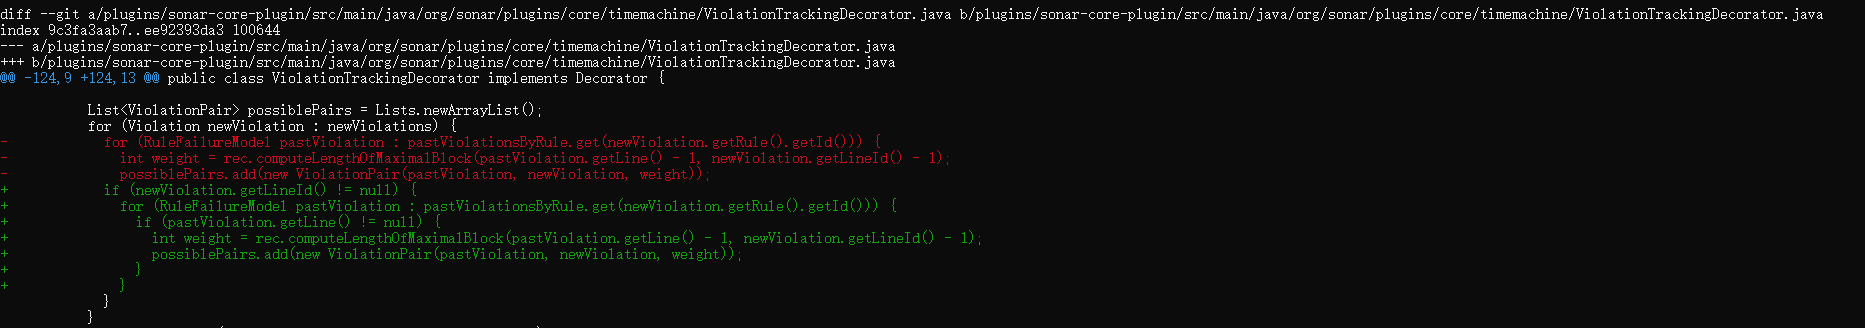 diff --git a/plugins/sonar-core-plugin/src/main/java/org/sonar/plugins/core/timemachine/ViolationTrackingDecorator.java b/plugins/sonar-core-plugin/src/main/java/org/sonar/plugins/core/timemachine/ViolationTrackingDecorator.java
index 9c3fa3aab7..ee92393da3 100644
--- a/plugins/sonar-core-plugin/src/main/java/org/sonar/plugins/core/timemachine/ViolationTrackingDecorator.java
+++ b/plugins/sonar-core-plugin/src/main/java/org/sonar/plugins/core/timemachine/ViolationTrackingDecorator.java
@@ -124,9 +124,13 @@ public class ViolationTrackingDecorator implements Decorator {
           List<ViolationPair> possiblePairs = Lists.newArrayList();
           for (Violation newViolation : newViolations) {
-            for (RuleFailureModel pastViolation : pastViolationsByRule.get(newViolation.getRule().getId())) {
-              int weight = rec.computeLengthOfMaximalBlock(pastViolation.getLine() - 1, newViolation.getLineId() - 1);
-              possiblePairs.add(new ViolationPair(pastViolation, newViolation, weight));
+            if (newViolation.getLineId() != null) {
+              for (RuleFailureModel pastViolation : pastViolationsByRule.get(newViolation.getRule().getId())) {
+                if (pastViolation.getLine() != null) {
+                  int weight = rec.computeLengthOfMaximalBlock(pastViolation.getLine() - 1, newViolation.getLineId() - 1);
+                  possiblePairs.add(new ViolationPair(pastViolation, newViolation, weight));
+                }
+              }
             }
           }